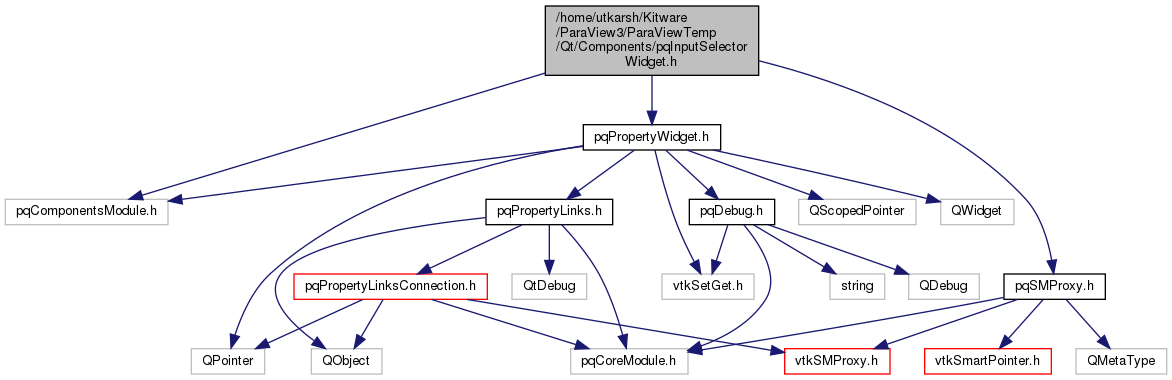 /home/utkarsh/Kitware
/ParaView3/ParaViewTemp
/Qt/Components/pqInputSelector
Widget.h
pqPropertyWidget.h
pqComponentsModule.h
pqPropertyLinks.h
pqDebug.h
QScopedPointer
QWidget
pqPropertyLinksConnection.h
QtDebug
vtkSetGet.h
string
QDebug
pqSMProxy.h
QPointer
QObject
pqCoreModule.h
vtkSMProxy.h
vtkSmartPointer.h
QMetaType